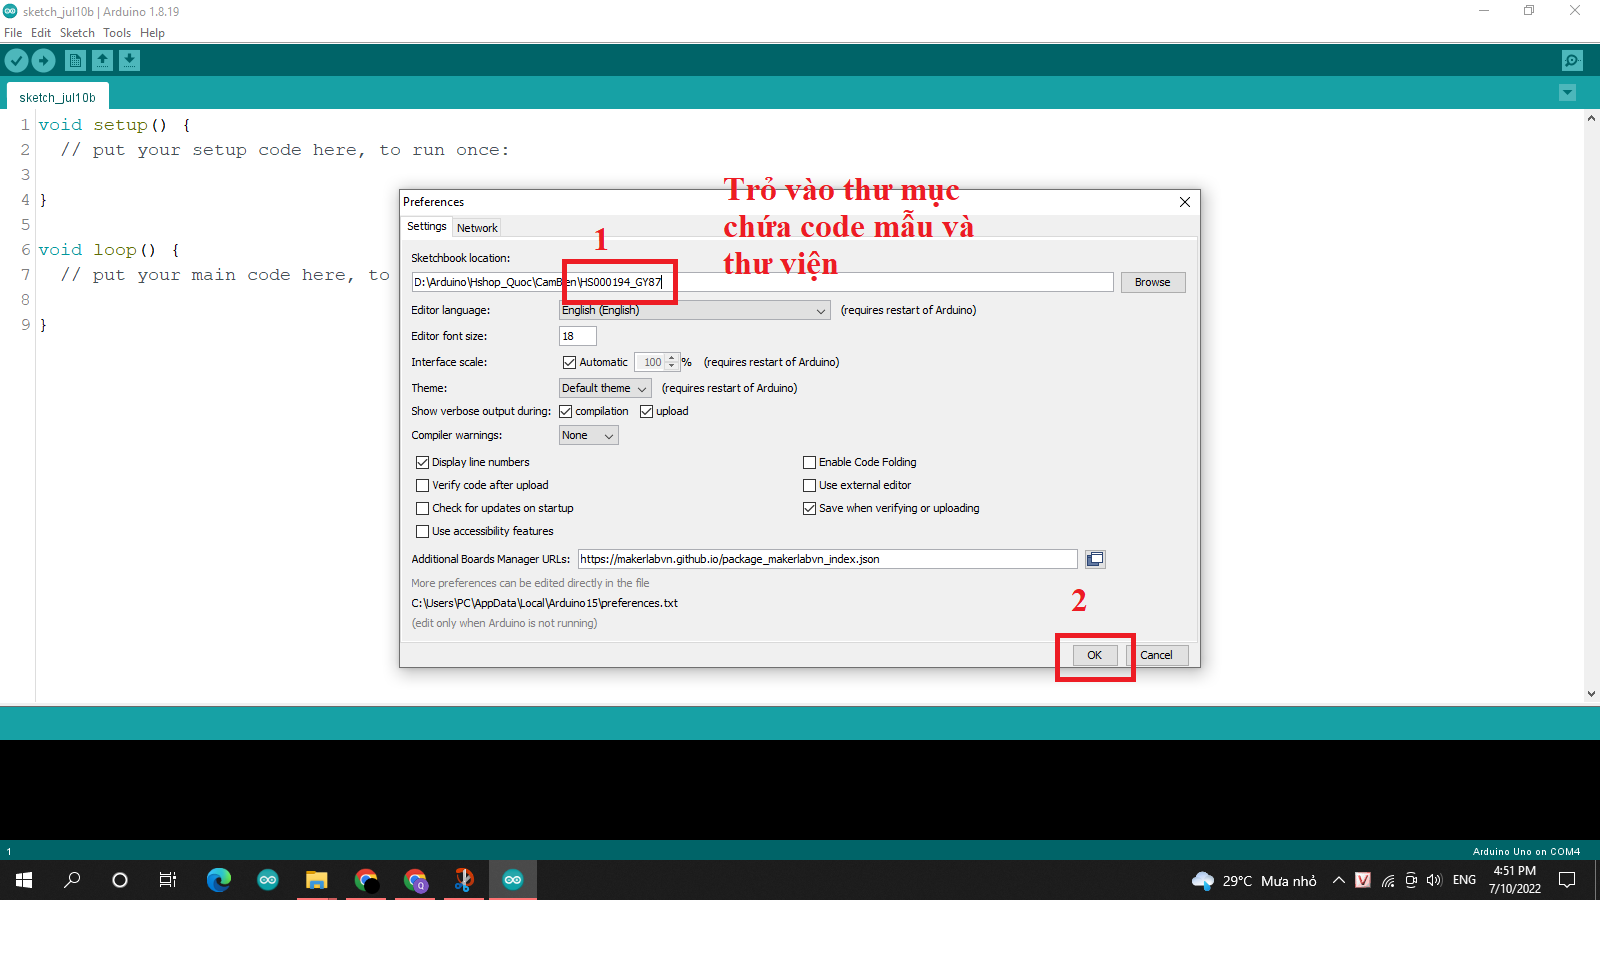 sketch_jul10b | Arduino 1.8.19
File Edit Sketch Tools Help
sketch_jul10b
1 void setup() {
2 // put your setup code here, to run once:
3
4 }
5
6 void loop() {
7 // put your main code here, to
8
9 }
Trỏ vào thư mục
chứa code mẫu và
thư viện
Preferences
Settings Network
1
Sketchbook location:
D:\Arduino\Hshop_Quoc\CamBien\HS000194_GY87
Browse
Editor language: English (English) (requires restart of Arduino)
Editor font size: 18
Interface scale: Automatic 100 % (requires restart of Arduino)
Theme: Default theme (requires restart of Arduino)
Show verbose output during: compilation upload
Compiler warnings: None
Display line numbers Enable Code Folding
Verify code after upload Use external editor
Check for updates on startup Save when verifying or uploading
Use accessibility features
Additional Boards Manager URLs: https://makerlabvn.github.io/package_makerlabvn_index.json
More preferences can be edited directly in the file
C:\Users\PC\AppData\Local\Arduino15\preferences.txt
(edit only when Arduino is not running)
2
OK Cancel
1 Arduino Uno on COM4
29°C Mưa nhỏ V ENG 4:51 PM
7/10/2022